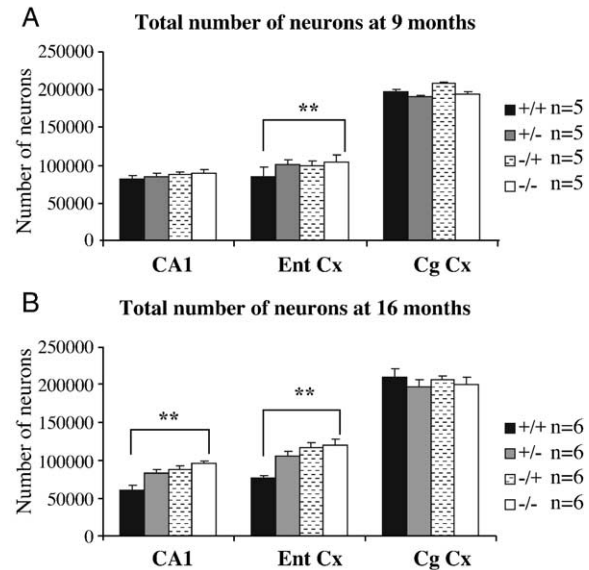 A
Total number of neurons at 9 months
Number of neurons
250000
200000
150000
100000
50000
0
**
CA1
Ent Cx
Cg Cx
+/+ n=5
+/- n=5
-/+ n=5
-/- n=5
B
Total number of neurons at 16 months
Number of neurons
250000
200000
150000
100000
50000
0
**
**
CA1
Ent Cx
Cg Cx
+/+ n=6
+/- n=6
-/+ n=6
-/- n=6